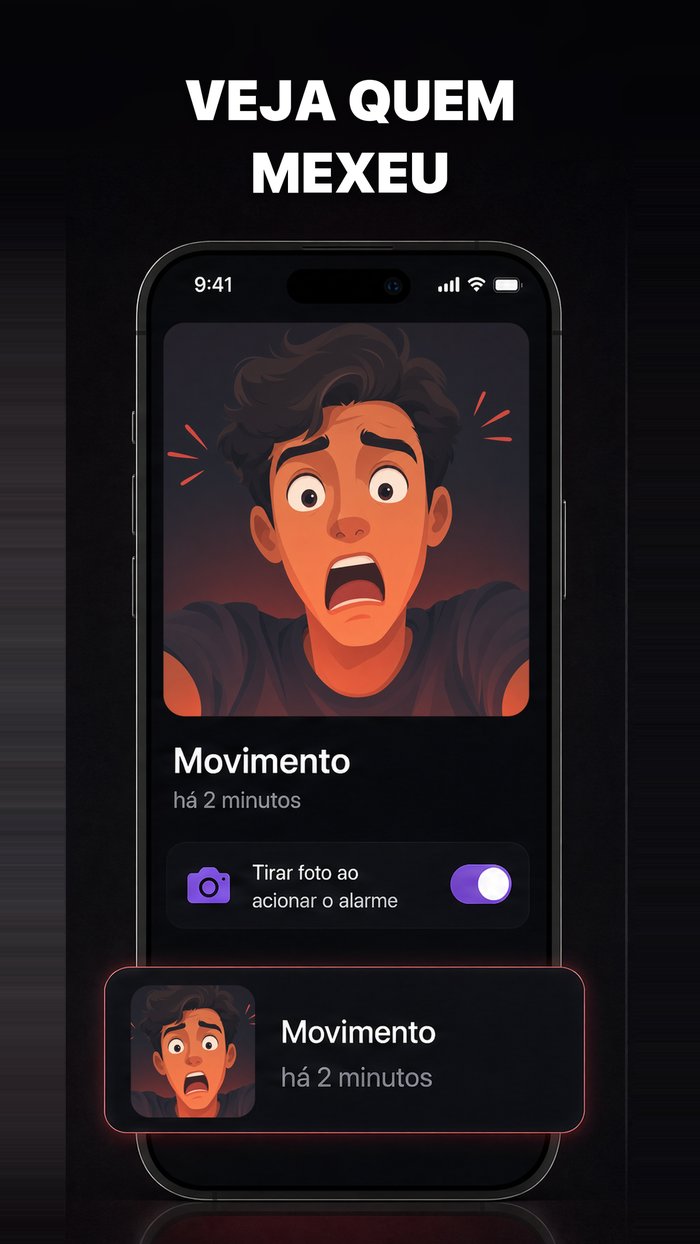 VEJA QUEM
MEXEU
9:41
Movimento
há 2 minutos
Tirar foto ao
acionar o alarme
Movimento
há 2 minutos